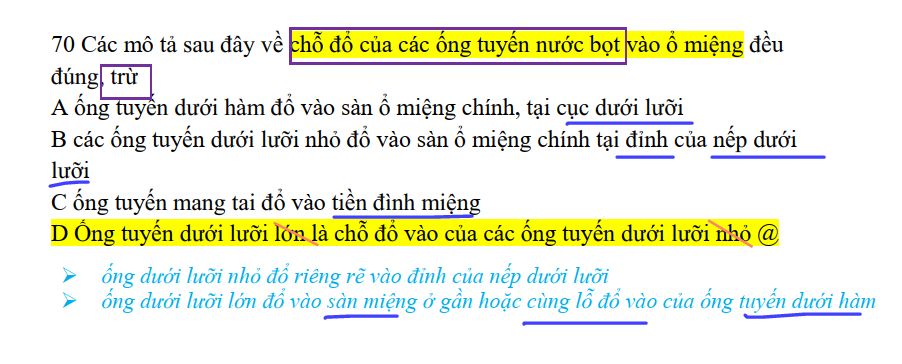 70 Các mô tả sau đây về chỗ đổ của các ống tuyến nước bọt vào ổ miệng đều
đúng, trừ
A ống tuyến dưới hàm đổ vào sàn ổ miệng chính, tại cục dưới lưỡi
B các ống tuyến dưới lưỡi nhỏ đổ vào sàn ổ miệng chính tại đỉnh của nếp dưới
lưỡi
C ống tuyến mang tai đổ vào tiền đình miệng
D Ống tuyến dưới lưỡi lớn là chỗ đổ vào của các ống tuyến dưới lưỡi nhỏ @
➢ ống dưới lưỡi nhỏ đổ riêng rẽ vào đỉnh của nếp dưới lưỡi
➢ ống dưới lưỡi lớn đổ vào sàn miệng ở gần hoặc cùng lỗ đổ vào của ống tuyến dưới hàm